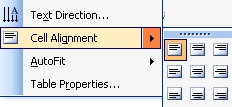 Text Direction...
Cell Alignment
AutoFit
Table Properties...